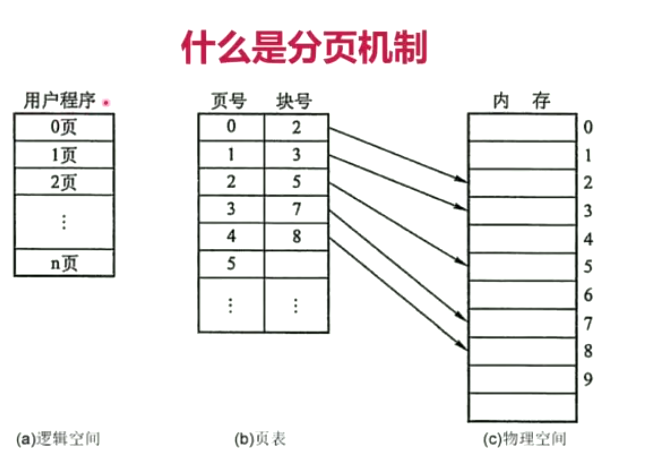 什么是分页机制
用户程序
0页
1页
2页
⋮
n页
(a)逻辑空间
页号 块号
0 2
1 3
2 5
3 7
4 8
5
⋮ ⋮
(b)页表
内 存
0
1
2
3
4
5
6
7
8
9
(c)物理空间